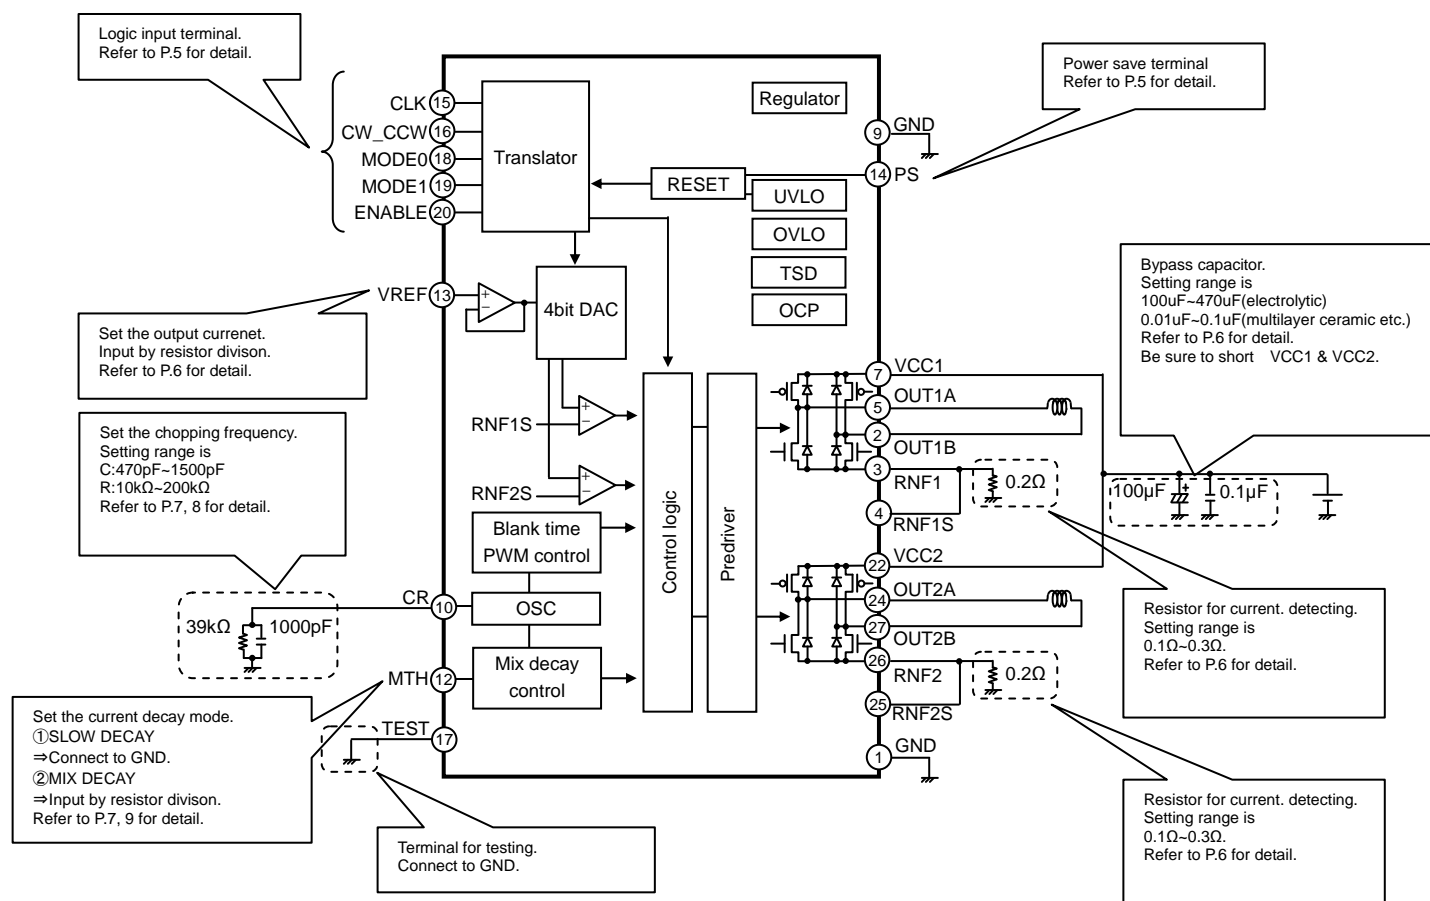 Logic input terminal.
Refer to P.5 for detail.
Power save terminal
Refer to P.5 for detail.
Regulator
CLK 15
CW_CCW 16
MODE0 18
MODE1 19
ENABLE 20
Translator
RESET
UVLO
OVLO
TSD
OCP
9 GND
14 PS
Bypass capacitor.
Setting range is
100uF~470uF(electrolytic)
0.01uF~0.1uF(multilayer ceramic etc.)
Refer to P.6 for detail.
Be sure to short VCC1 & VCC2.
VREF 13
+
−
4bit DAC
Set the output currenet.
Input by resistor divison.
Refer to P.6 for detail.
Set the chopping frequency.
Setting range is
C:470pF~1500pF
R:10kΩ~200kΩ
Refer to P.7, 8 for detail.
RNF1S
+
−
RNF2S
+
−
Blank time
PWM control
OSC
Mix decay
control
Control logic
Predriver
7 VCC1
5 OUT1A
2 OUT1B
3 RNF1
4 RNF1S
0.2Ω
100µF
+
0.1µF
22 VCC2
24 OUT2A
27 OUT2B
26 RNF2
25 RNF2S
0.2Ω
1 GND
CR 10
39kΩ
1000pF
MTH 12
TEST 17
Set the current decay mode.
①SLOW DECAY
⇒Connect to GND.
②MIX DECAY
⇒Input by resistor divison.
Refer to P.7, 9 for detail.
Terminal for testing.
Connect to GND.
Resistor for current. detecting.
Setting range is
0.1Ω~0.3Ω.
Refer to P.6 for detail.
Resistor for current. detecting.
Setting range is
0.1Ω~0.3Ω.
Refer to P.6 for detail.